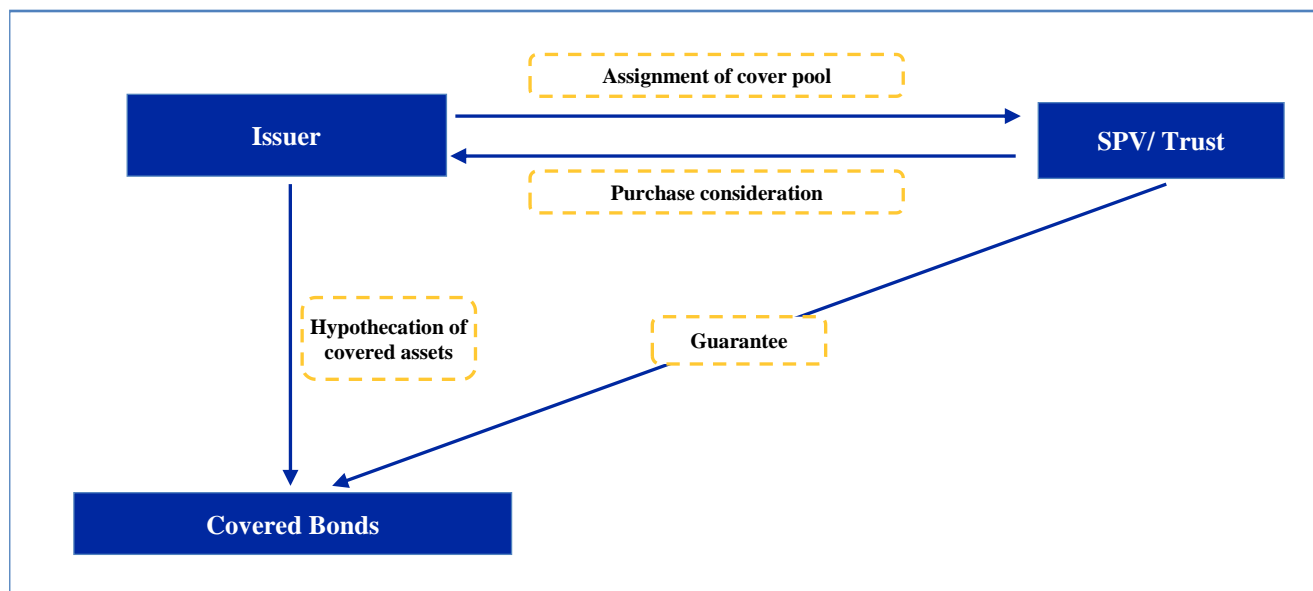 Assignment of cover pool
Issuer
SPV/ Trust
Purchase consideration
Hypothecation of
covered assets
Guarantee
Covered Bonds